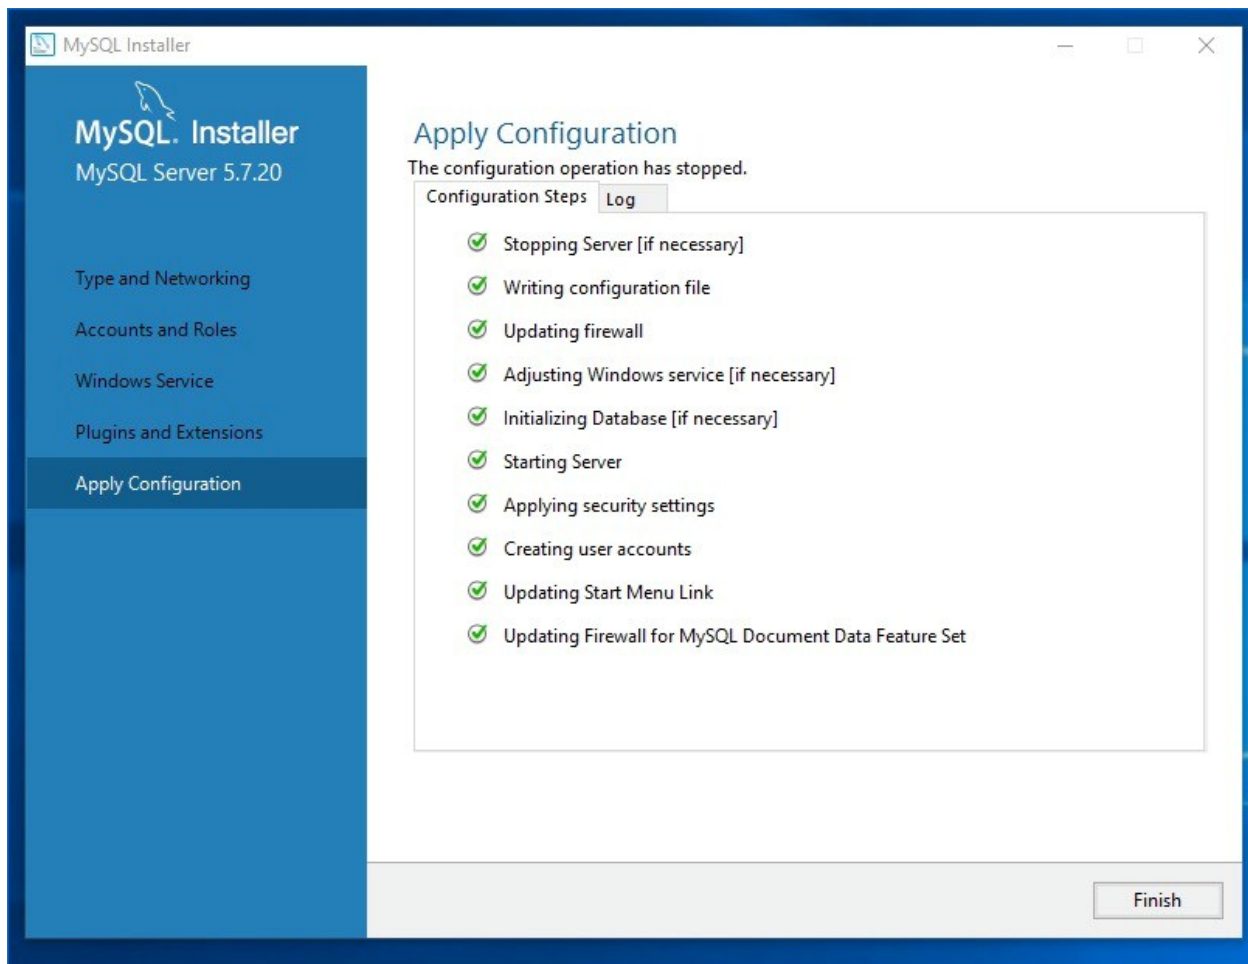 MySQL Installer
MySQL. Installer
MySQL Server 5.7.20
Type and Networking
Accounts and Roles
Windows Service
Plugins and Extensions
Apply Configuration
Apply Configuration
The configuration operation has stopped.
Configuration Steps Log
Stopping Server [if necessary]
Writing configuration file
Updating firewall
Adjusting Windows service [if necessary]
Initializing Database [if necessary]
Starting Server
Applying security settings
Creating user accounts
Updating Start Menu Link
Updating Firewall for MySQL Document Data Feature Set
Finish